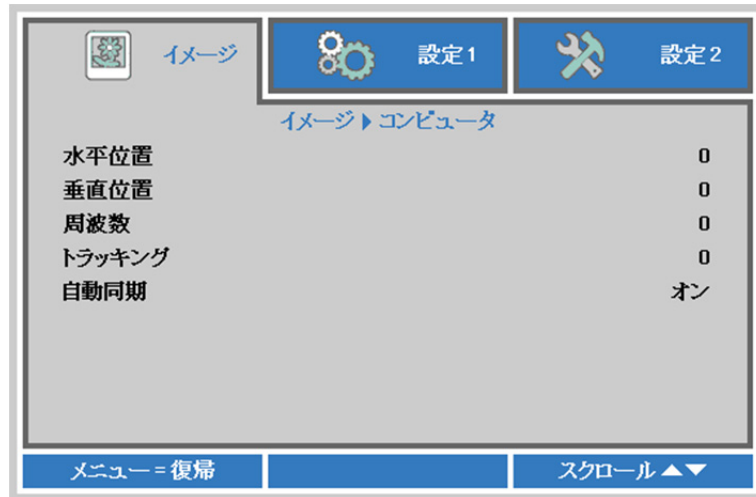 イメージ 設定1 設定2
イメージ▶コンピュータ
水平位置 0
垂直位置 0
周波数 0
トラッキング 0
自動同期 オン
メニュー=復帰 スクロール▲▼